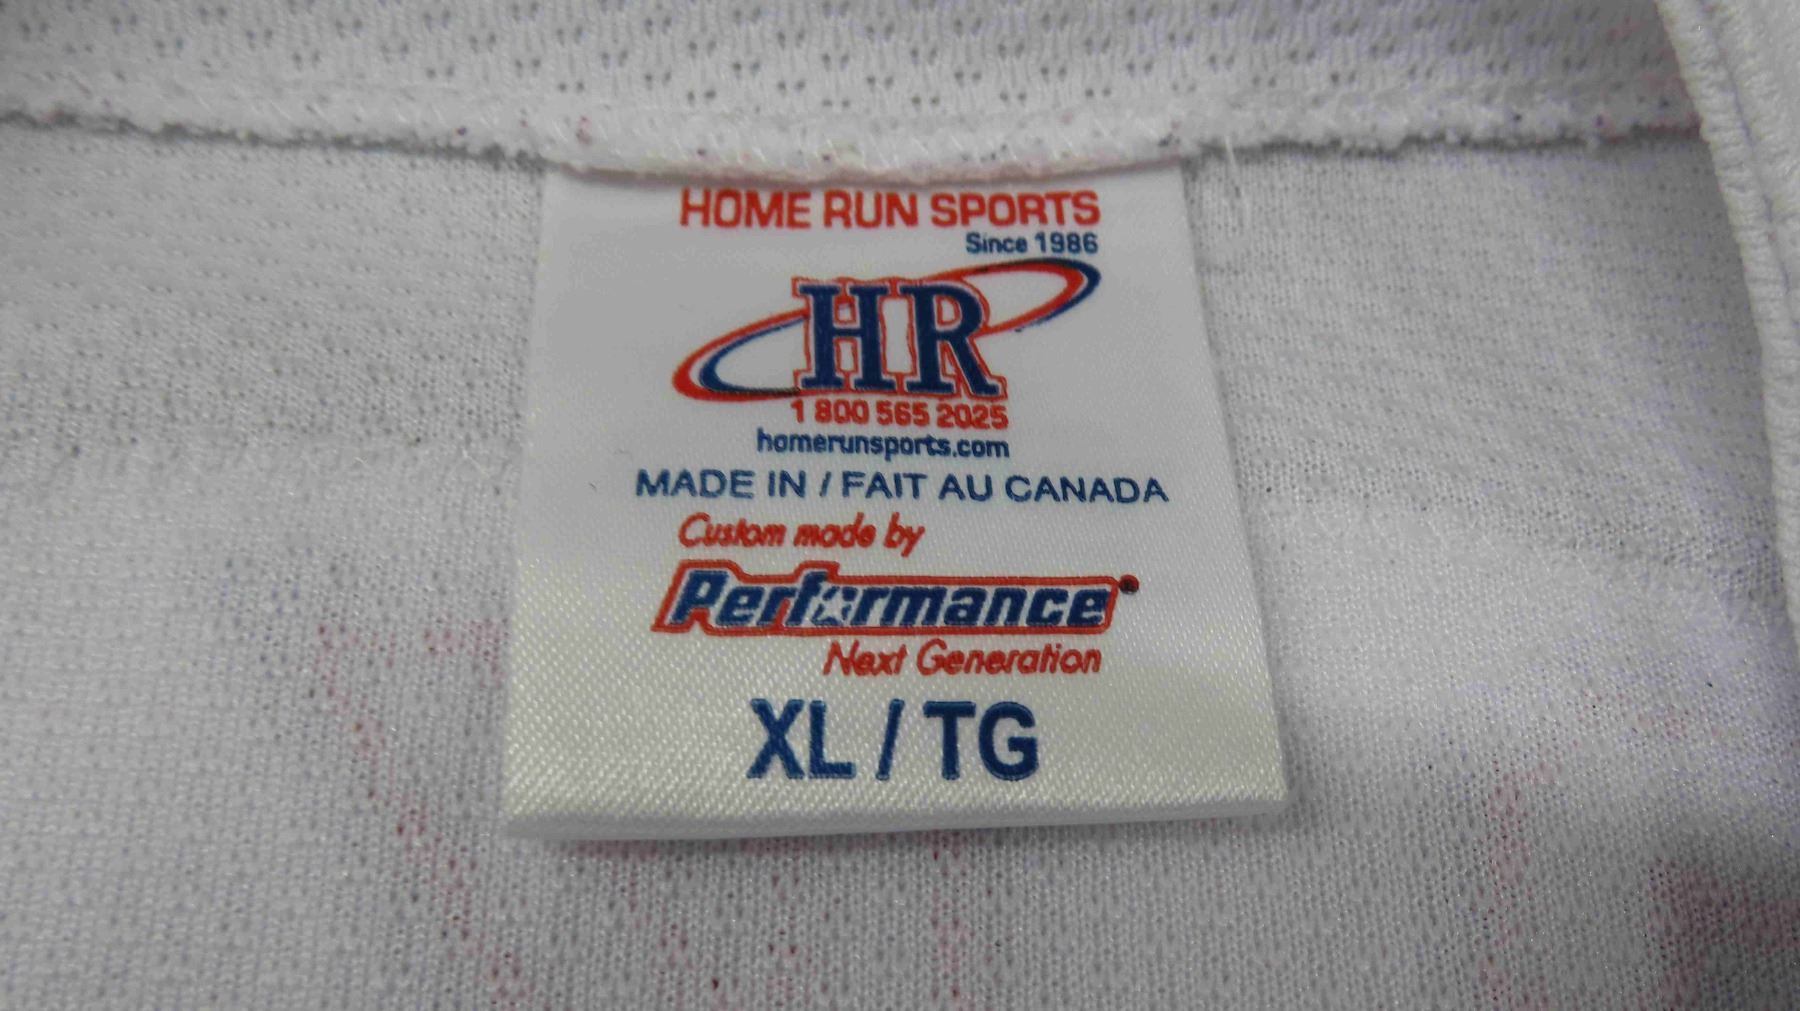 HOME RUN SPORTS
Since 1986
HR
1 800 565 2025
homerunsports.com
MADE IN / FAIT AU CANADA
Custom made by
Performance
Next Generation
XL / TG